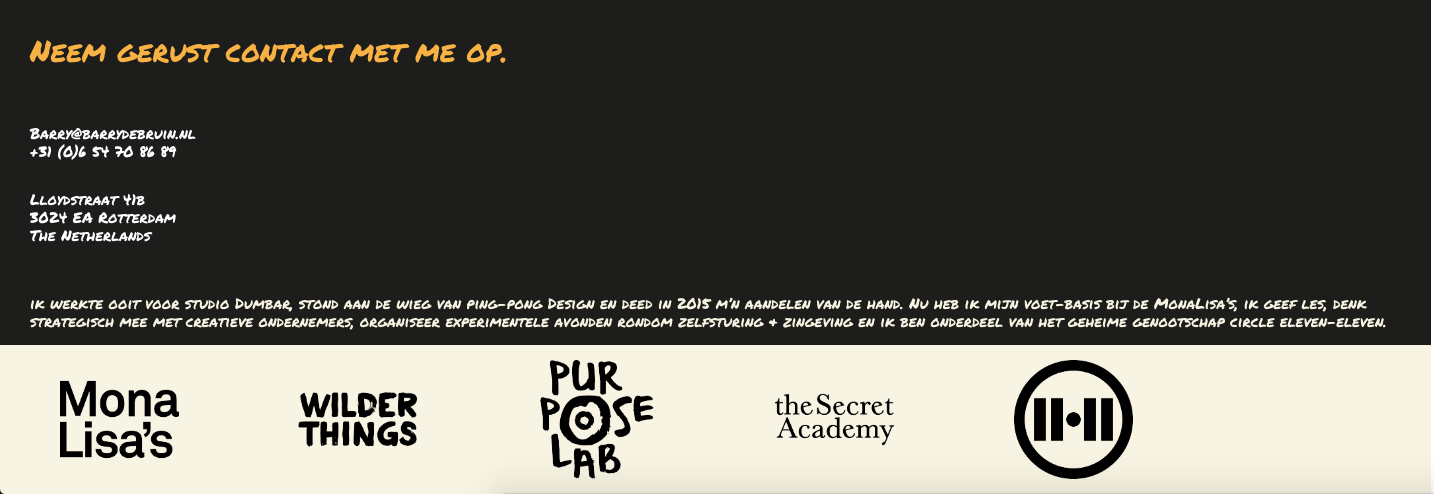 Neem gerust contact met me op.
Barry@barrydebruin.nl
+31 (0)6 54 70 86 89
Lloydstraat 41b
3024 EA Rotterdam
The Netherlands
ik werkte ooit voor studio Dumbar, stond aan de wieg van ping-pong Design en deed in 2015 m'n aandelen van de hand. Nu heb ik mijn voet-basis bij de MonaLisa's, ik geef les, denk
strategisch mee met creatieve ondernemers, organiseer experimentele avonden rondom zelfsturing + zingeving en ik ben onderdeel van het geheime genootschap circle eleven-eleven.
Mona
Lisa's
WILDER
THINGS
PUR
POSE
LAB
the Secret
Academy